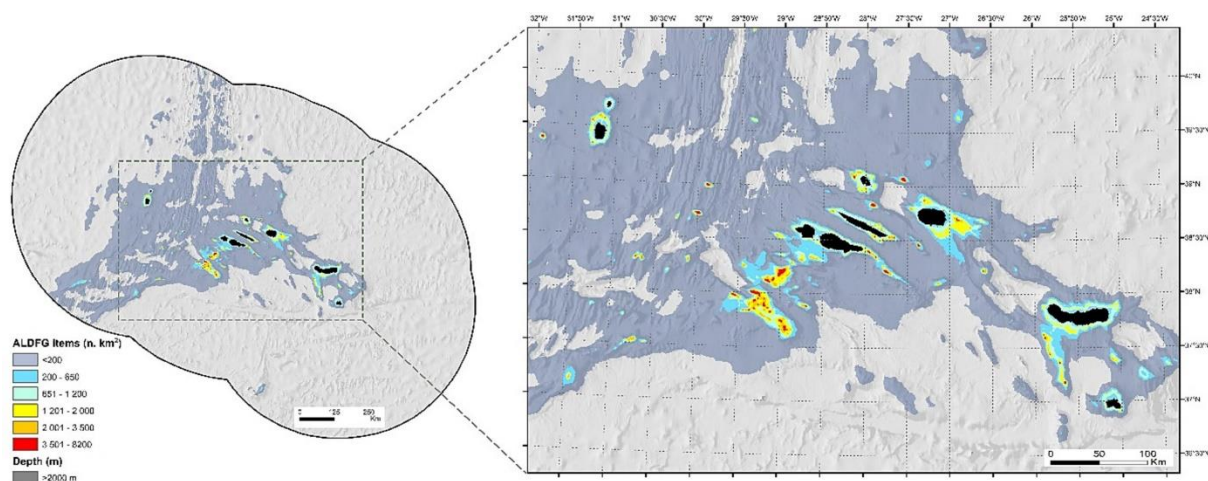 32°W 31°30'W 31°W 30°30'W 30°W 29°30'W 29°W 28°30'W 28°W 27°30'W 27°W 26°30'W 26°W 25°30'W 25°W 24°30'W
40°N
39°30'N
39°N
38°30'N
38°N
37°30'N
37°N
36°30'N
ALDFG items (n. km²)
<200
200 - 650
651 - 1 200
1 201 - 2 000
2 001 - 3 500
3 501 - 8200
Depth (m)
>2000 m
0 125 250
Km
0 50 100
Km